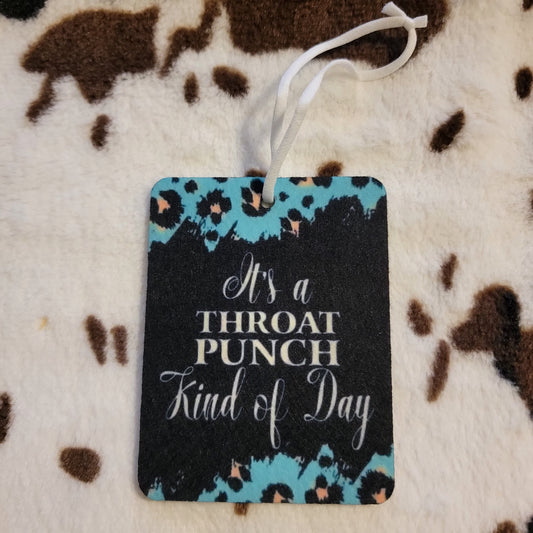 It's a
THROAT
PUNCH
Kind of Day